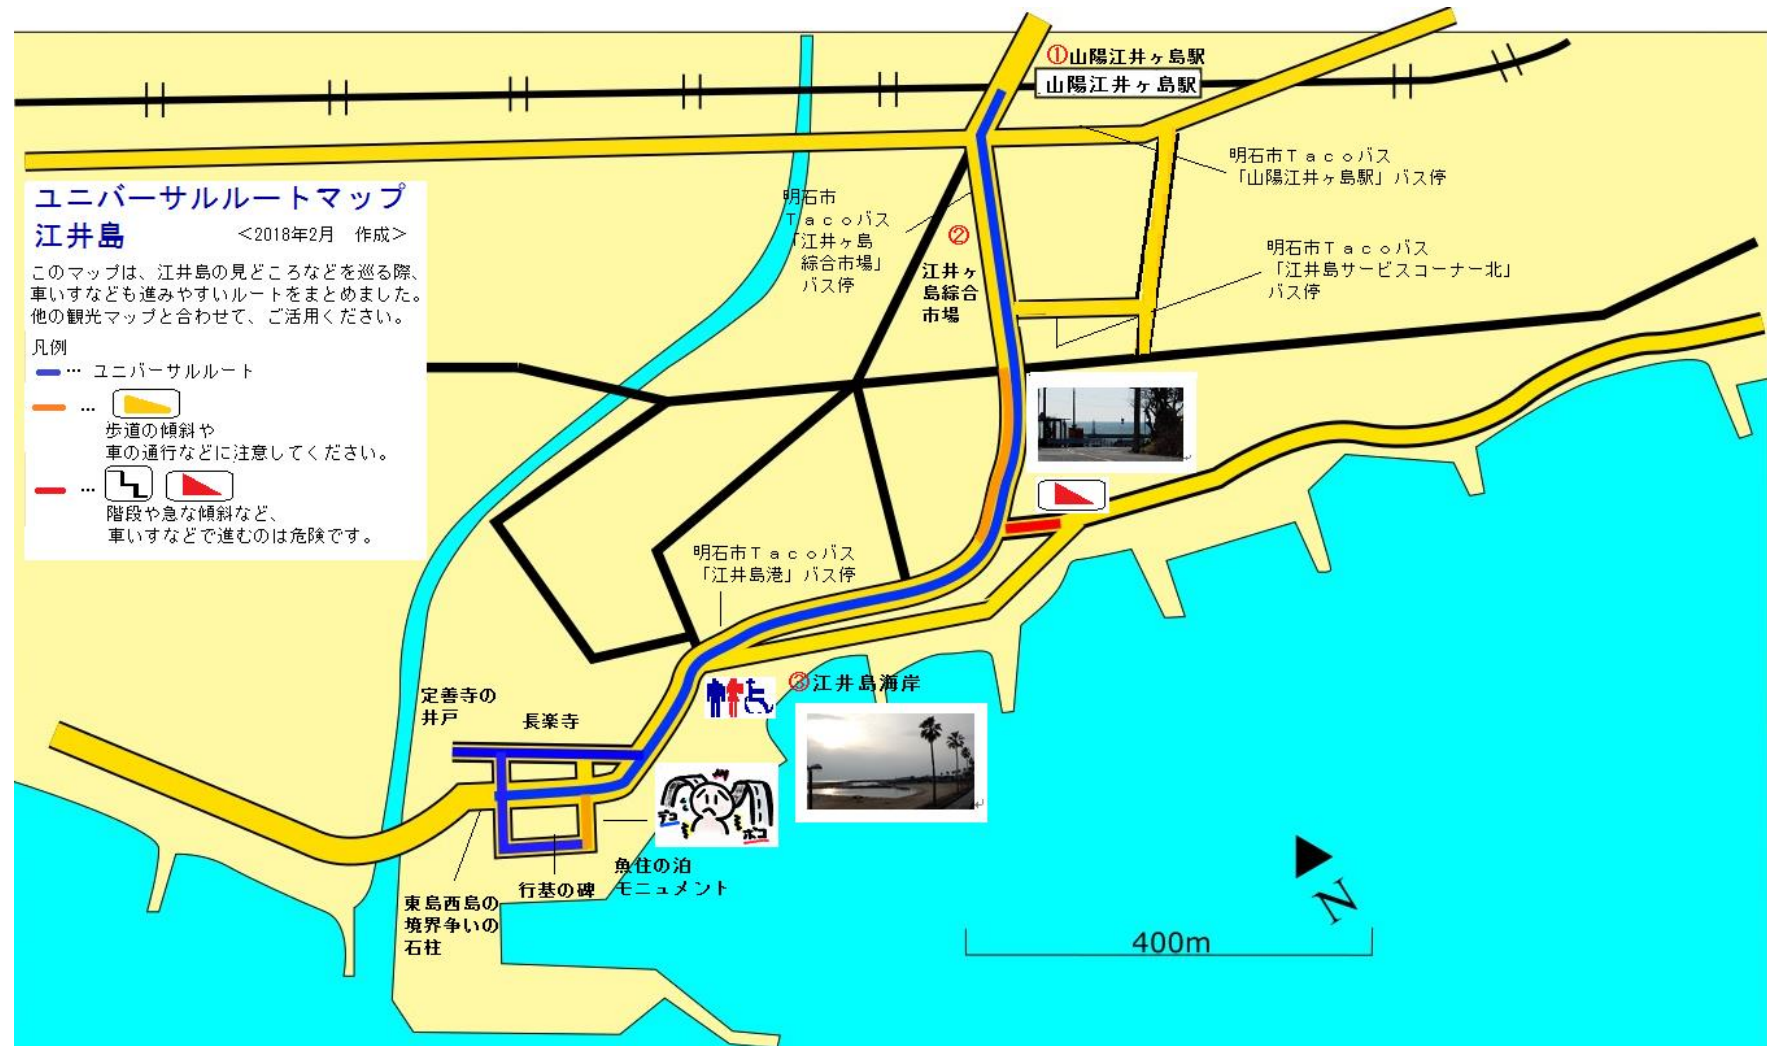 ①山陽江井ヶ島駅
山陽江井ヶ島駅
明石市Ｔａｃｏバス
「山陽江井ヶ島駅」バス停
ユニバーサルルートマップ
江井島 ＜2018年2月　作成＞
このマップは、江井島の見どころなどを巡る際、
車いすなども進みやすいルートをまとめました。
他の観光マップと合わせて、ご活用ください。
凡例
… ユニバーサルルート
…
歩道の傾斜や
車の通行などに注意してください。
…
階段や急な傾斜など、
車いすなどで進むのは危険です。
明石市
Ｔａｃｏバス
「江井ヶ島
綜合市場」
バス停
②
江井ヶ
島綜合
市場
明石市Ｔａｃｏバス
「江井島サービスコーナー北」
バス停
明石市Ｔａｃｏバス
「江井島港」バス停
③江井島海岸
定善寺の
井戸
長楽寺
デコ
ボコ
魚住の泊
モニュメント
行基の碑
東島西島の
境界争いの
石柱
N
400m